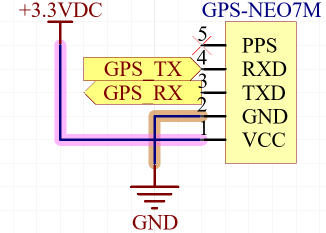 +3.3VDC GPS-NEO7M
5 PPS
GPS_TX 4 RXD
GPS_RX 3 TXD
2 GND
1 VCC
GND